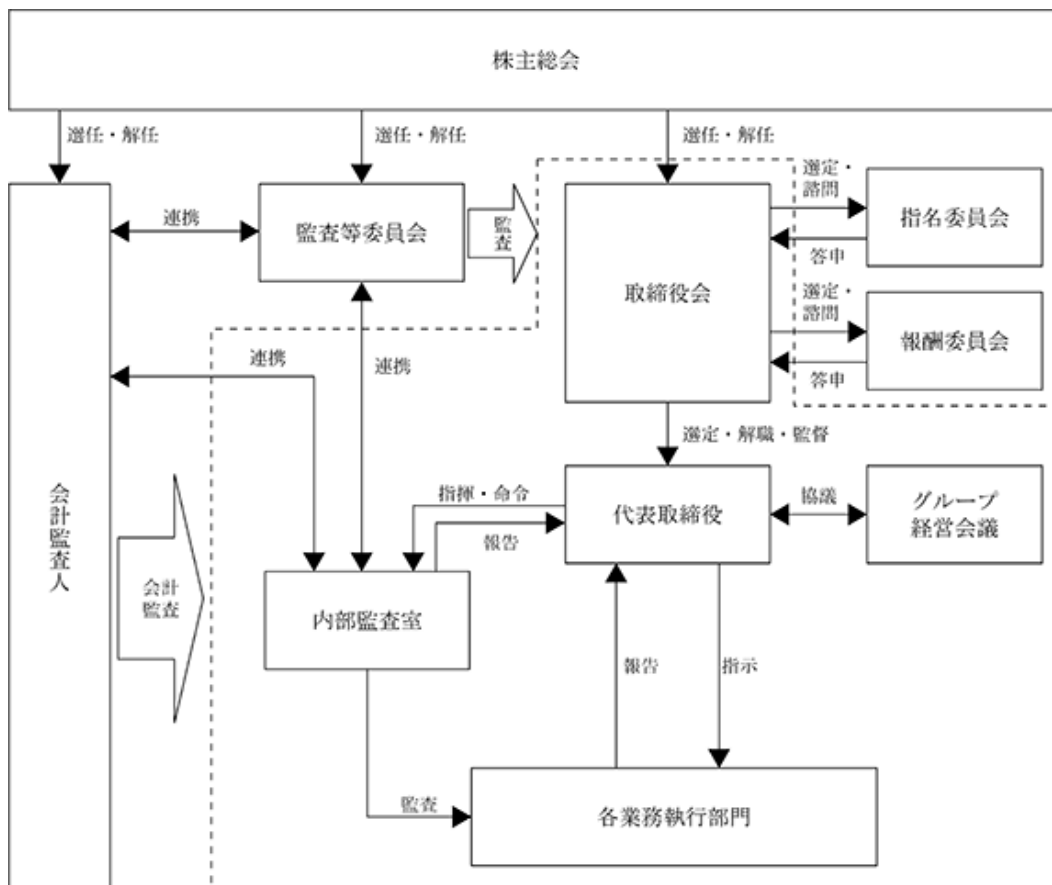 株主総会
選任・解任
選任・解任
選任・解任
選定・
諮問
指名委員会
連携
監査等委員会
監査
答申
取締役会
選定・
諮問
報酬委員会
連携
連携
答申
選定・解職・監督
会計監査人
指揮・命令
代表取締役
協議
グループ
経営会議
報告
会計
監査
内部監査室
報告
指示
監査
各業務執行部門